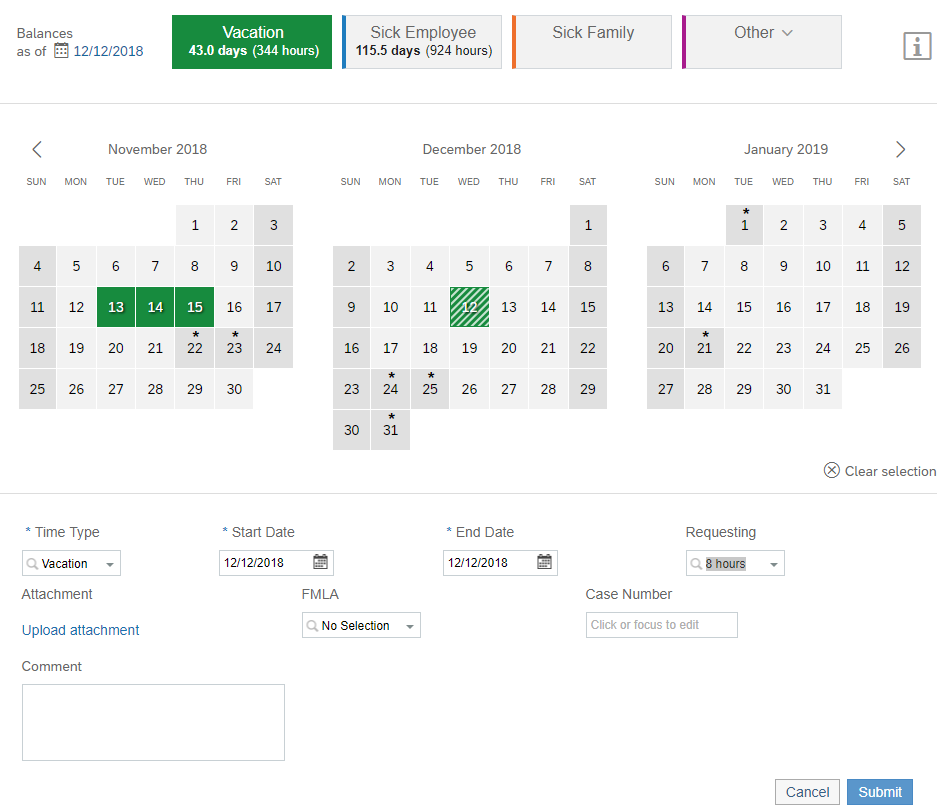 Balances
as of 12/12/2018
Vacation
43.0 days (344 hours)
Sick Employee
115.5 days (924 hours)
Sick Family
Other
November 2018
SUN MON TUE WED THU FRI SAT
1 2 3
4 5 6 7 8 9 10
11 12 13 14 15 16 17
* *
18 19 20 21 22 23 24
25 26 27 28 29 30
December 2018
SUN MON TUE WED THU FRI SAT
1
2 3 4 5 6 7 8
9 10 11 12 13 14 15
16 17 18 19 20 21 22
* *
23 24 25 26 27 28 29
*
30 31
January 2019
SUN MON TUE WED THU FRI SAT
*
1 2 3 4 5
6 7 8 9 10 11 12
13 14 15 16 17 18 19
*
20 21 22 23 24 25 26
27 28 29 30 31
Clear selection
* Time Type
Vacation
* Start Date
12/12/2018
* End Date
12/12/2018
Requesting
8 hours
Attachment
Upload attachment
FMLA
No Selection
Case Number
Click or focus to edit
Comment
Cancel Submit